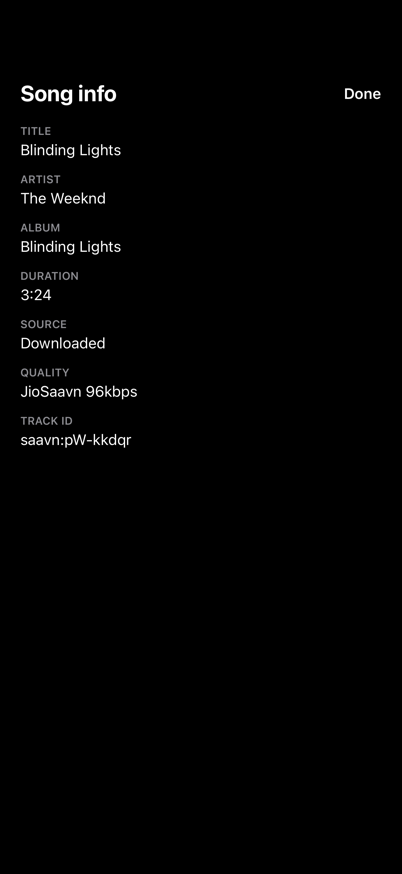 Song info
Done
TITLE
Blinding Lights
ARTIST
The Weeknd
ALBUM
Blinding Lights
DURATION
3:24
SOURCE
Downloaded
QUALITY
JioSaavn 96kbps
TRACK ID
saavn:pW-kkdqr